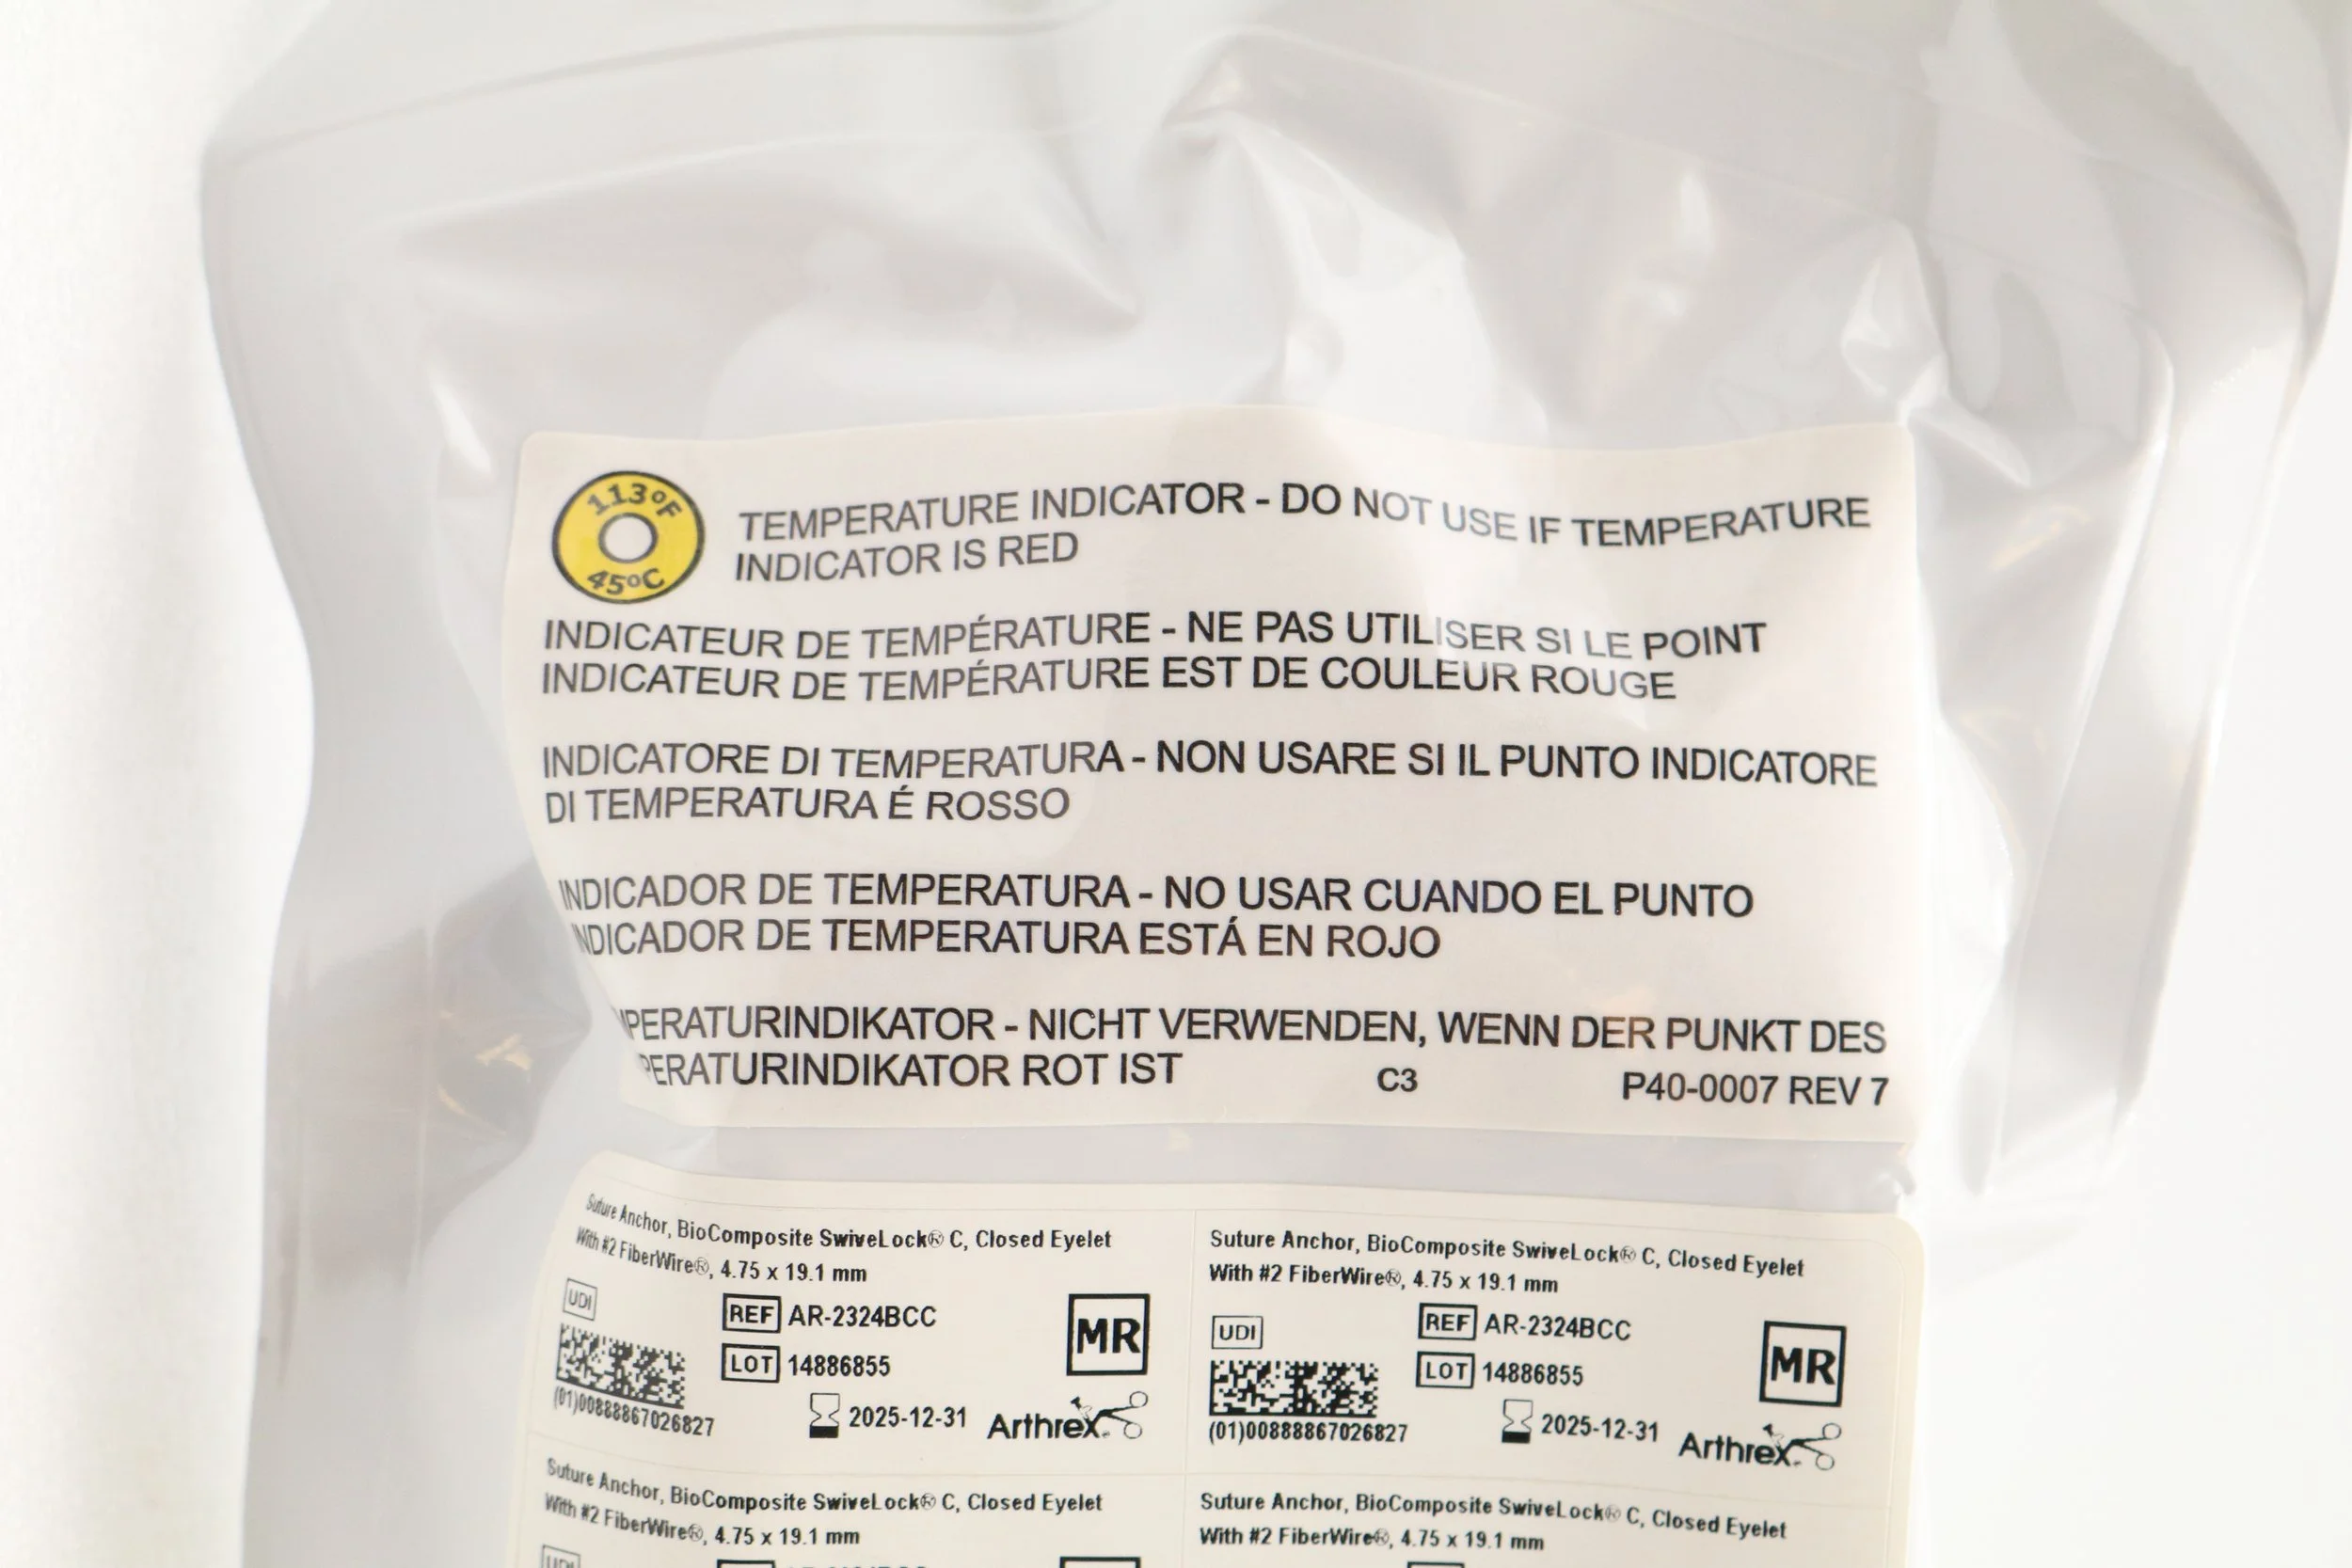 113°F
45°C
TEMPERATURE INDICATOR - DO NOT USE IF TEMPERATURE
INDICATOR IS RED
INDICATEUR DE TEMPÉRATURE - NE PAS UTILISER SI LE POINT
INDICATEUR DE TEMPÉRATURE EST DE COULEUR ROUGE
INDICATORE DI TEMPERATURA - NON USARE SI IL PUNTO INDICATORE
DI TEMPERATURA É ROSSO
INDICADOR DE TEMPERATURA - NO USAR CUANDO EL PUNTO
INDICADOR DE TEMPERATURA ESTÁ EN ROJO
PERATURINDIKATOR - NICHT VERWENDEN, WENN DER PUNKT DES
PERATURINDIKATOR ROT IST
C3
P40-0007 REV 7
Suture Anchor, BioComposite SwiveLock® C, Closed Eyelet
With #2 FiberWire®, 4.75 x 19.1 mm
UDI
REF AR-2324BCC
MR
LOT 14886855
(01)00888867026827
2025-12-31
Arthrex
Suture Anchor, BioComposite SwiveLock® C, Closed Eyelet
With #2 FiberWire®, 4.75 x 19.1 mm
UDI
REF AR-2324BCC
MR
LOT 14886855
(01)00888867026827
2025-12-31
Arthrex
Suture Anchor, BioComposite SwiveLock® C, Closed Eyelet
With #2 FiberWire®, 4.75 x 19.1 mm
UDI
Suture Anchor, BioComposite SwiveLock® C, Closed Eyelet
With #2 FiberWire®, 4.75 x 19.1 mm